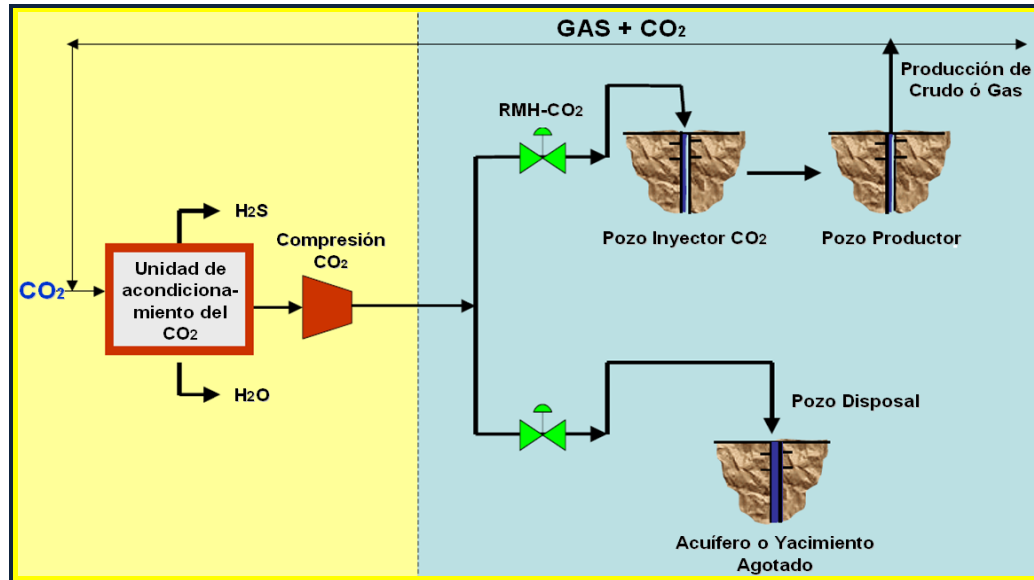 GAS + CO2
Producción de
Crudo ó Gas
RMH-CO2
H2S
Pozo Inyector CO2
Pozo Productor
Compresión
CO2
CO2
Unidad de
acondiciona-
miento del
CO2
H2O
Pozo Disposal
Acuífero o Yacimiento
Agotado